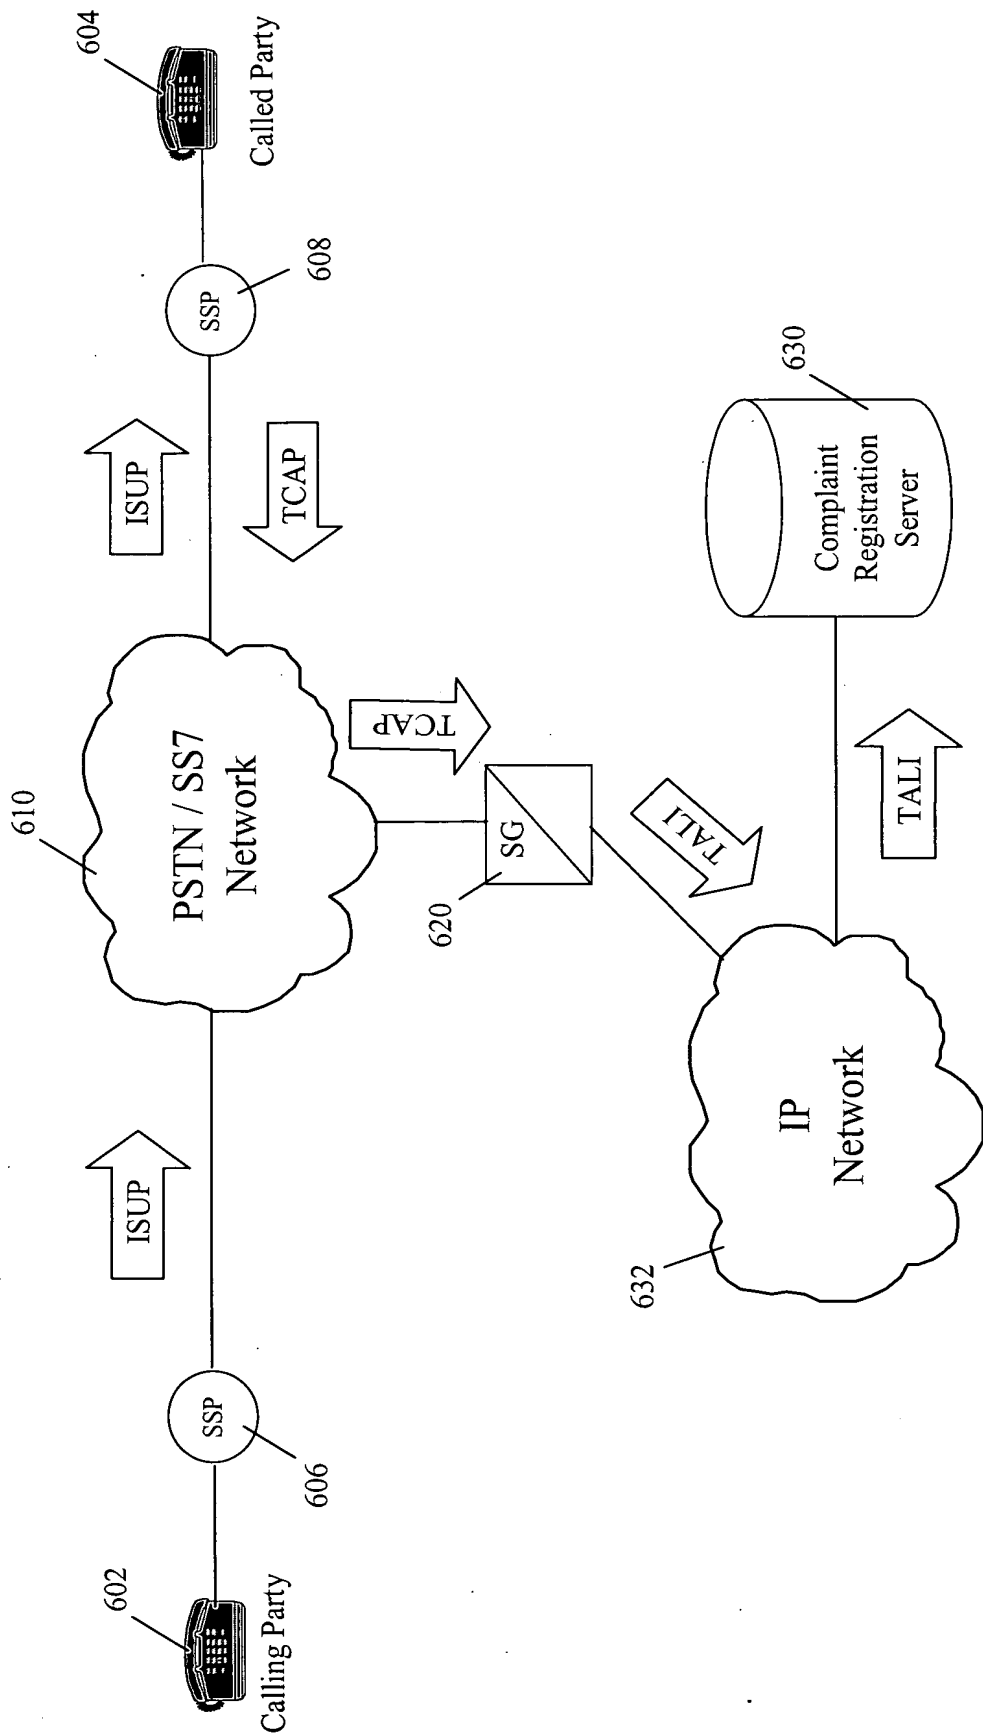 602
Calling Party
SSP
606
ISUP
610
PSTN / SS7
Network
ISUP
TCAP
SSP
608
604
Called Party
TCAP
SG
620
TALI
632
IP
Network
TALI
630
Complaint
Registration
Server